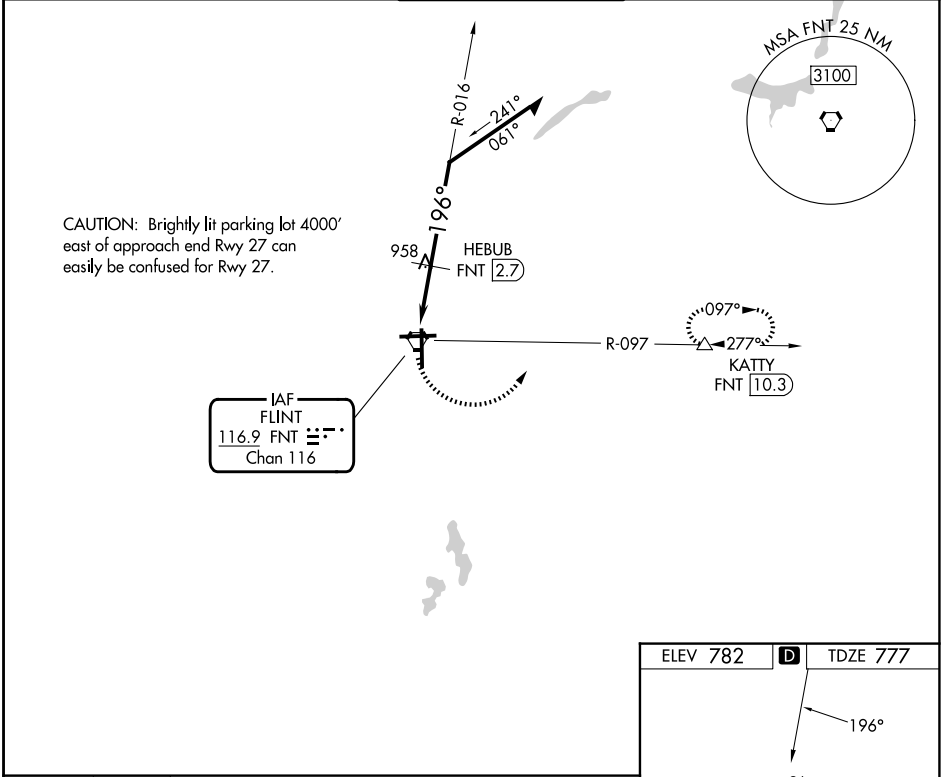 MSA FNT 25 NM
3100
R-016
241°
061°
196°
CAUTION: Brightly lit parking lot 4000'
east of approach end Rwy 27 can
easily be confused for Rwy 27.
958
HEBUB
FNT 2.7
R-097
097°
277°
KATTY
FNT 10.3
IAF
FLINT
116.9 FNT
Chan 116
ELEV 782
D
TDZE 777
196°